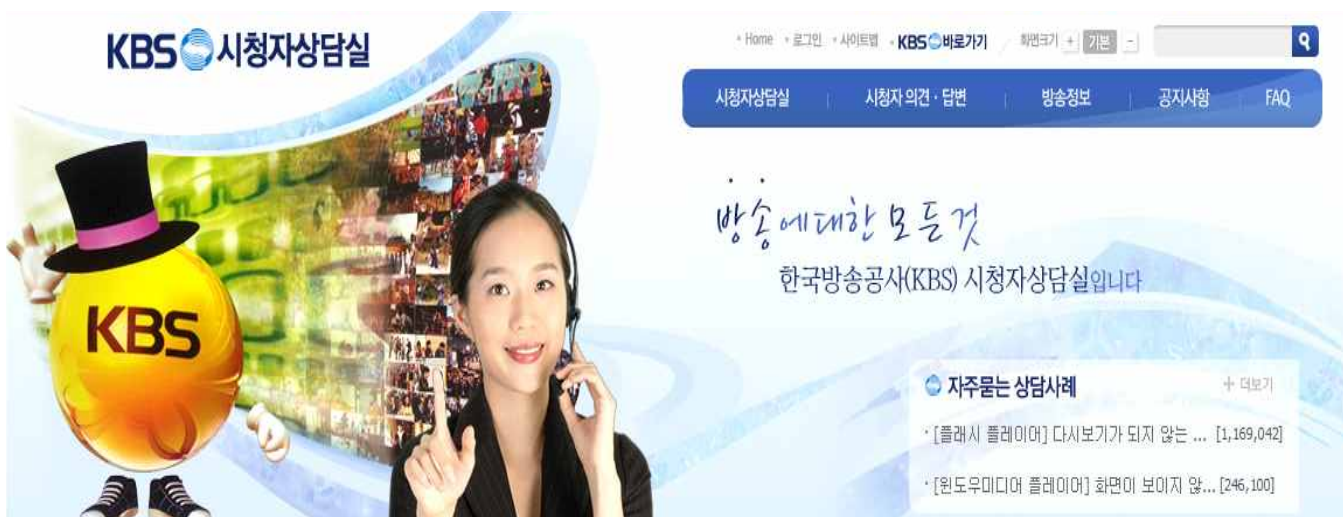 KBS 시청자상담실
Home 로그인 사이트맵 KBS 바로가기 화면크기 + 기본 -
시청자상담실 시청자 의견·답변 방송정보 공지사항 FAQ
방송에대한 모든것
한국방송공사(KBS) 시청자상담실입니다
KBS
자주묻는 상담사례 + 더보기
· [플래시 플레이어] 다시보기가 되지 않는 ... [1,169,042]
· [윈도우미디어 플레이어] 화면이 보이지 않... [246,100]